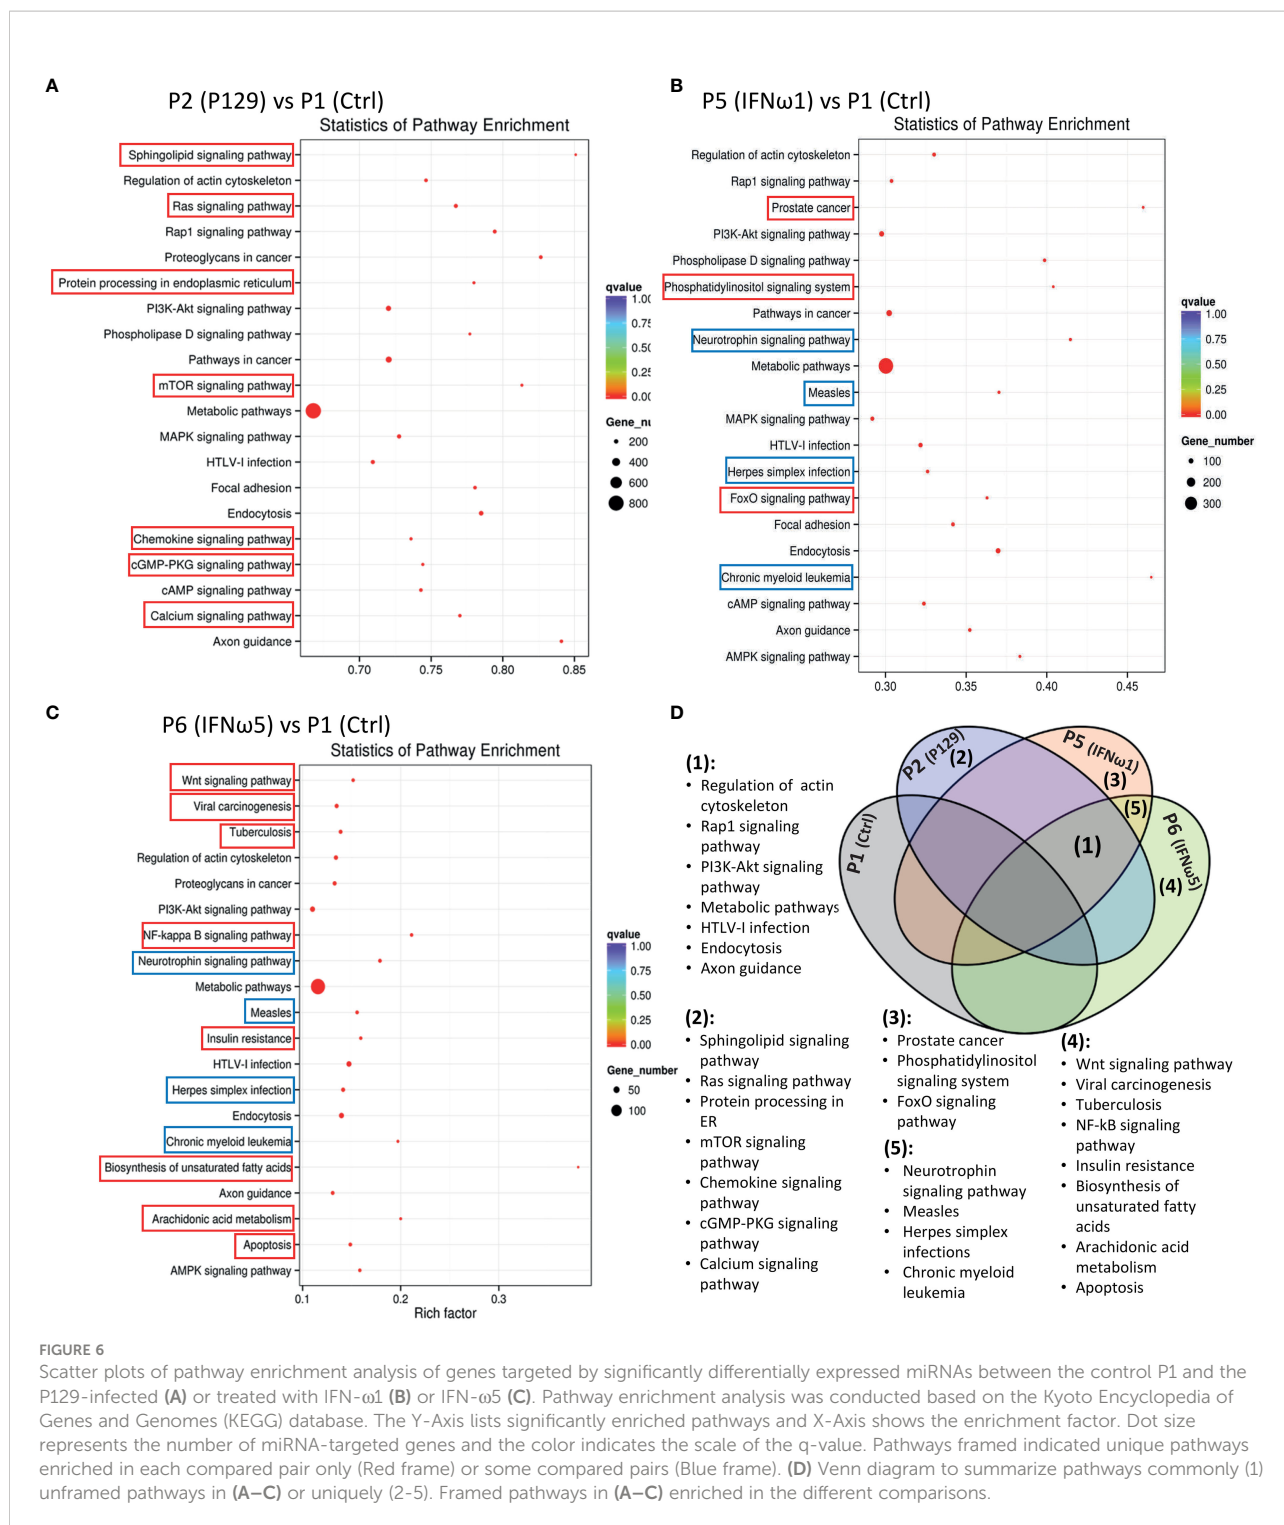 A
P2 (P129) vs P1 (Ctrl)
Statistics of Pathway Enrichment
Sphingolipid signaling pathway
Regulation of actin cytoskeleton
Ras signaling pathway
Rap1 signaling pathway
Proteoglycans in cancer
Protein processing in endoplasmic reticulum
PI3K-Akt signaling pathway
Phospholipase D signaling pathway
Pathways in cancer
mTOR signaling pathway
Metabolic pathways
MAPK signaling pathway
HTLV-I infection
Focal adhesion
Endocytosis
Chemokine signaling pathway
cGMP-PKG signaling pathway
cAMP signaling pathway
Calcium signaling pathway
Axon guidance
0.70 0.75 0.80 0.85
qvalue
1.00
0.75
0.50
0.25
0.00
Gene_nu
200
400
600
800
B
P5 (IFNω1) vs P1 (Ctrl)
Statistics of Pathway Enrichment
Regulation of actin cytoskeleton
Rap1 signaling pathway
Prostate cancer
PI3K-Akt signaling pathway
Phospholipase D signaling pathway
Phosphatidylinositol signaling system
Pathways in cancer
Neurotrophin signaling pathway
Metabolic pathways
Measles
MAPK signaling pathway
HTLV-I infection
Herpes simplex infection
FoxO signaling pathway
Focal adhesion
Endocytosis
Chronic myeloid leukemia
cAMP signaling pathway
Axon guidance
AMPK signaling pathway
0.30 0.35 0.40 0.45
qvalue
1.00
0.75
0.50
0.25
0.00
Gene_number
100
200
300
C
P6 (IFNω5) vs P1 (Ctrl)
Statistics of Pathway Enrichment
Wnt signaling pathway
Viral carcinogenesis
Tuberculosis
Regulation of actin cytoskeleton
Proteoglycans in cancer
PI3K-Akt signaling pathway
NF-kappa B signaling pathway
Neurotrophin signaling pathway
Metabolic pathways
Measles
Insulin resistance
HTLV-I infection
Herpes simplex infection
Endocytosis
Chronic myeloid leukemia
Biosynthesis of unsaturated fatty acids
Axon guidance
Arachidonic acid metabolism
Apoptosis
AMPK signaling pathway
0.1 0.2 0.3
Rich factor
qvalue
1.00
0.75
0.50
0.25
0.00
Gene_number
50
100
D
P1 (Ctrl)
P2 (P129)
(2)
P5 (IFNω1)
(3)
(5)
P6 (IFNω5)
(4)
(1)
(1):
• Regulation of actin
cytoskeleton
• Rap1 signaling
pathway
• PI3K-Akt signaling
pathway
• Metabolic pathways
• HTLV-I infection
• Endocytosis
• Axon guidance
(2):
• Sphingolipid signaling
pathway
• Ras signaling pathway
• Protein processing in
ER
• mTOR signaling
pathway
• Chemokine signaling
pathway
• cGMP-PKG signaling
pathway
• Calcium signaling
pathway
(3):
• Prostate cancer
• Phosphatidylinositol
signaling system
• FoxO signaling
pathway
(5):
• Neurotrophin
signaling pathway
• Measles
• Herpes simplex
infections
• Chronic myeloid
leukemia
(4):
• Wnt signaling pathway
• Viral carcinogenesis
• Tuberculosis
• NF-kB signaling
pathway
• Insulin resistance
• Biosynthesis of
unsaturated fatty
acids
• Arachidonic acid
metabolism
• Apoptosis
FIGURE 6
Scatter plots of pathway enrichment analysis of genes targeted by significantly differentially expressed miRNAs between the control P1 and the
P129-infected (A) or treated with IFN-ω1 (B) or IFN-ω5 (C). Pathway enrichment analysis was conducted based on the Kyoto Encyclopedia of
Genes and Genomes (KEGG) database. The Y-Axis lists significantly enriched pathways and X-Axis shows the enrichment factor. Dot size
represents the number of miRNA-targeted genes and the color indicates the scale of the q-value. Pathways framed indicated unique pathways
enriched in each compared pair only (Red frame) or some compared pairs (Blue frame). (D) Venn diagram to summarize pathways commonly (1)
unframed pathways in (A–C) or uniquely (2-5). Framed pathways in (A–C) enriched in the different comparisons.